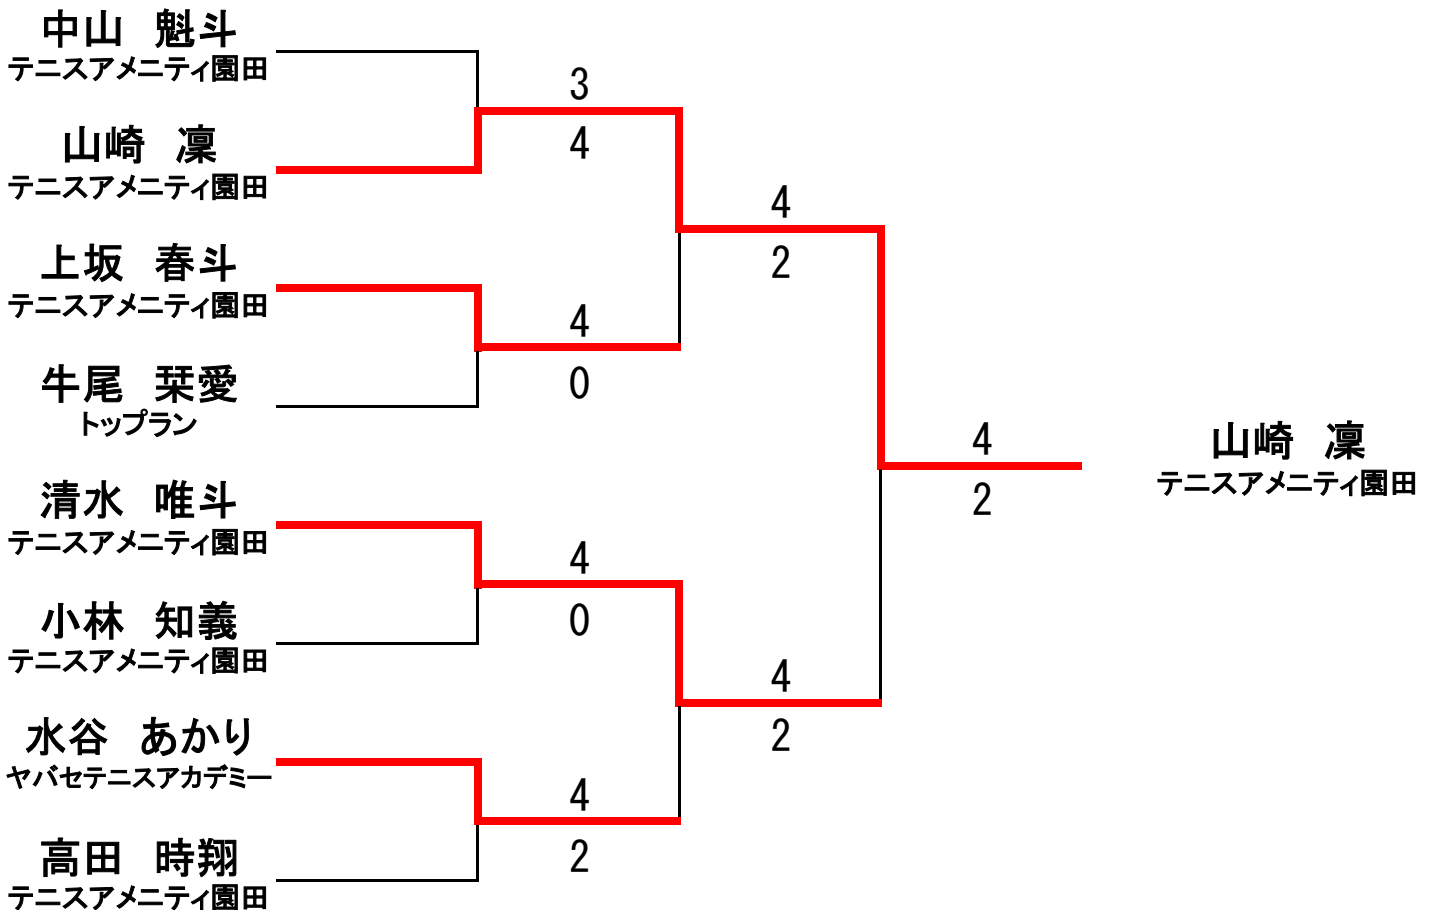 中山　魁斗
テニスアメニティ園田
3
4
山崎　凜
テニスアメニティ園田
4
2
上坂　春斗
テニスアメニティ園田
4
0
牛尾　栞愛
トップラン
4
2
山崎　凜
テニスアメニティ園田
清水　唯斗
テニスアメニティ園田
4
0
小林　知義
テニスアメニティ園田
4
2
水谷　あかり
ヤバセテニスアカデミー
4
2
高田　時翔
テニスアメニティ園田